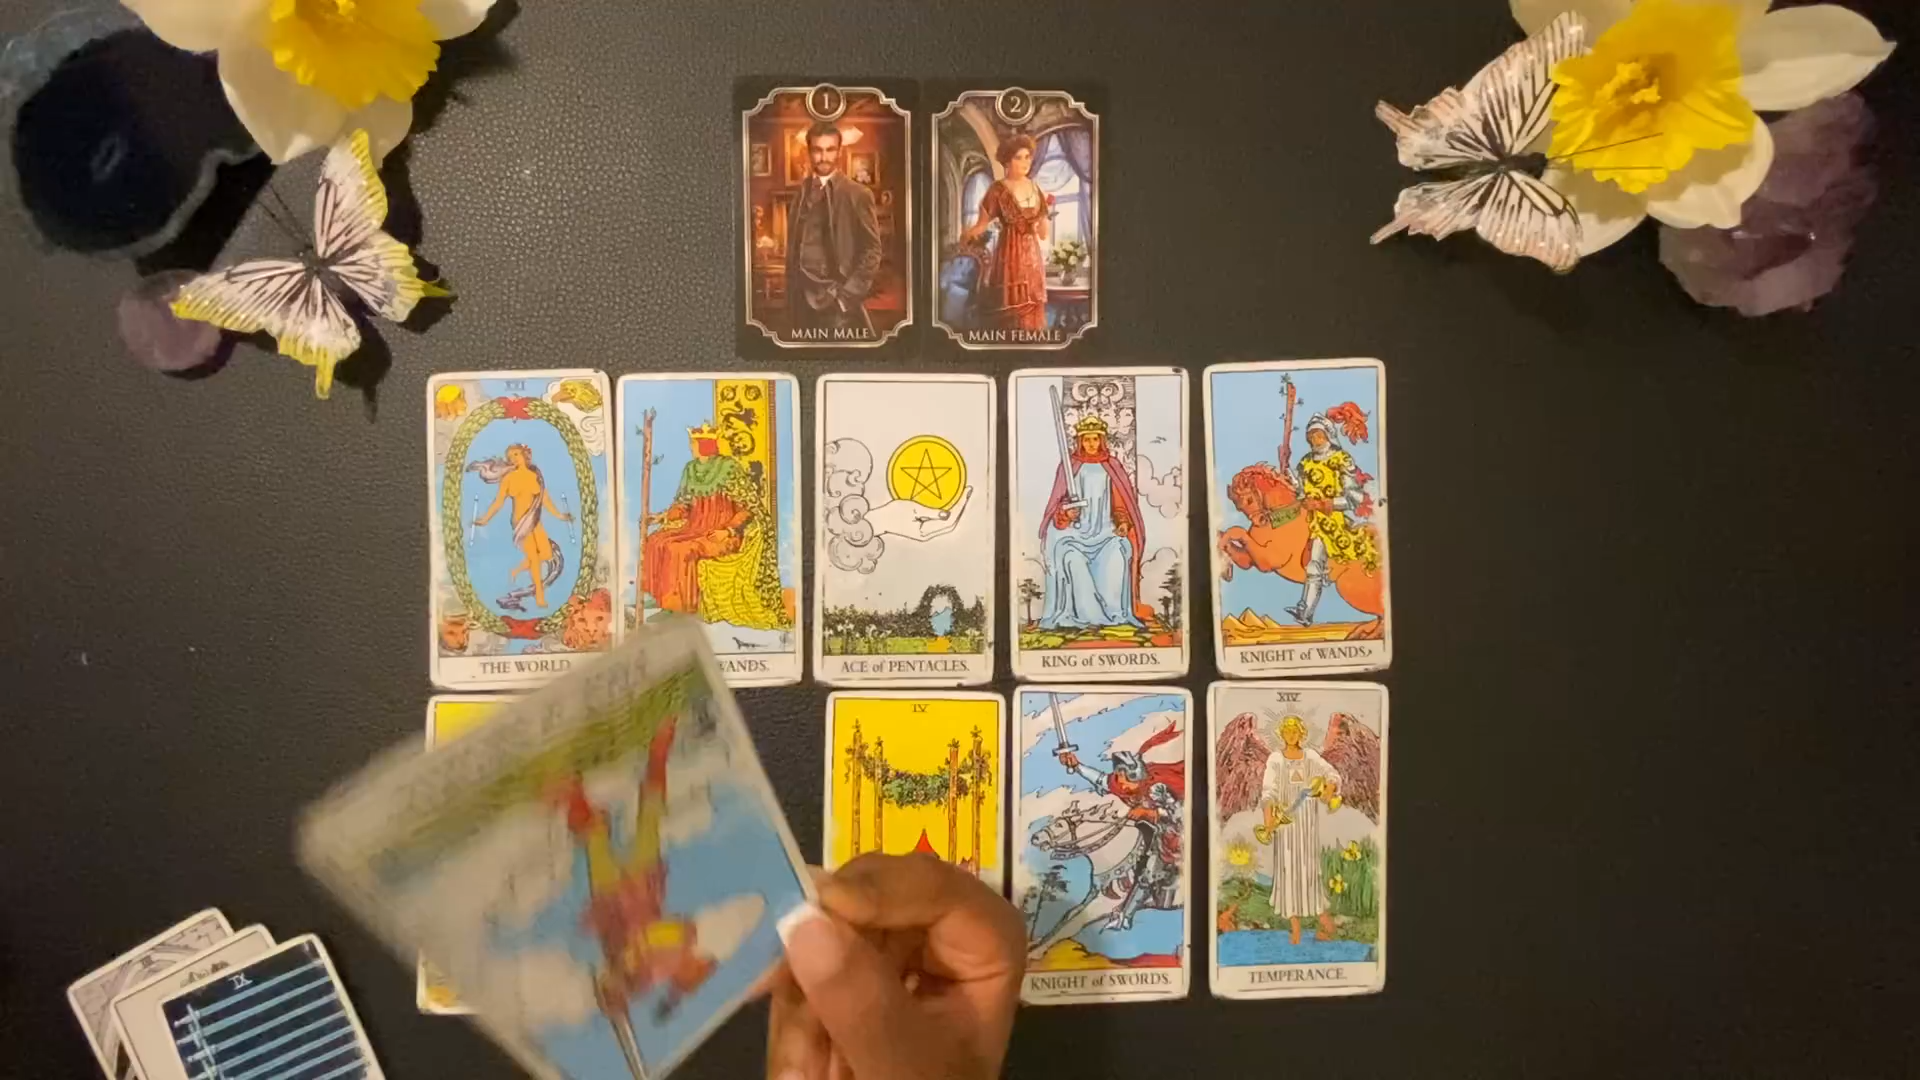 1
2
MAIN MALE
MAIN FEMALE
XXI
THE WORLD
WANDS.
ACE of PENTACLES.
KING of SWORDS.
KNIGHT of WANDS.
IV
XIV
KNIGHT of SWORDS.
TEMPERANCE.
III
IX